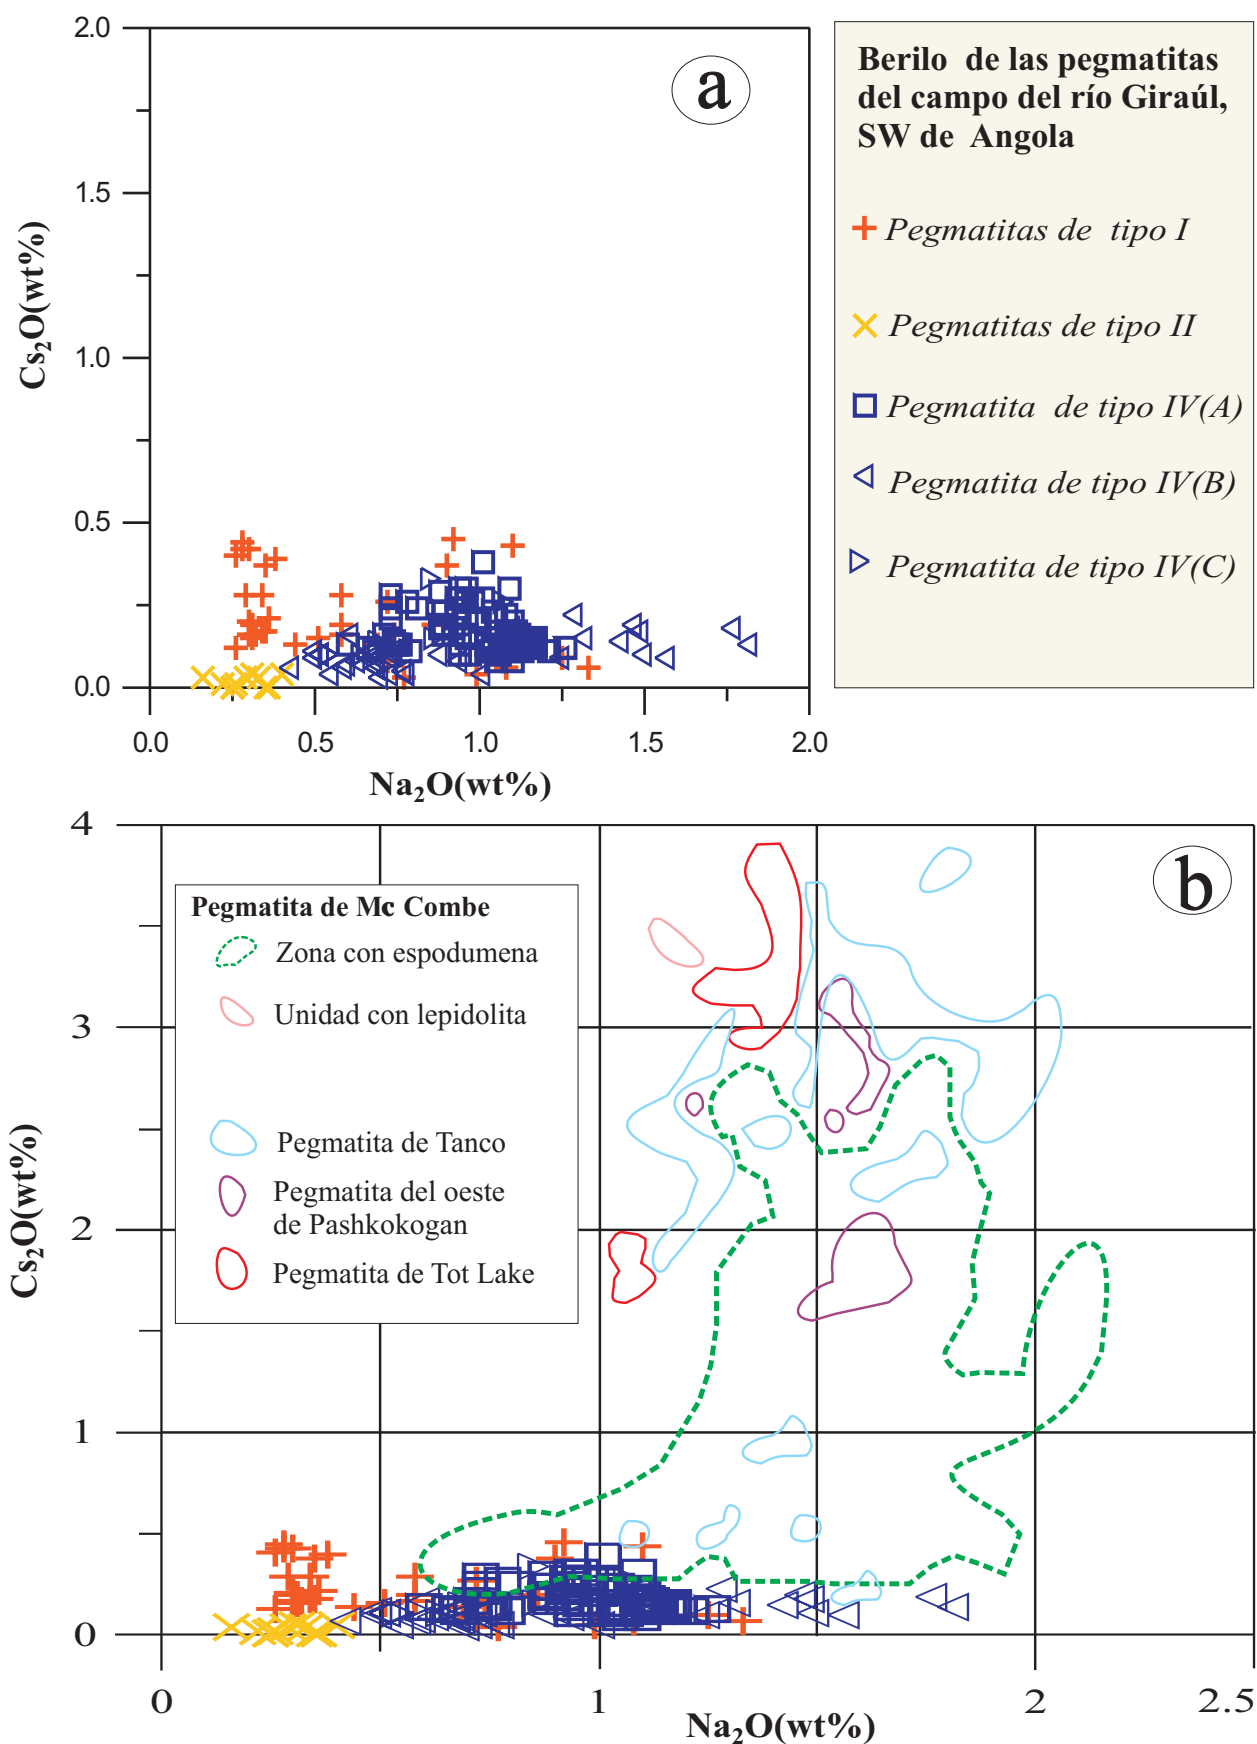 2.0
1.5
1.0
0.5
0.0
Cs₂O(wt%)
a
0.0 0.5 1.0 1.5 2.0
Na₂O(wt%)
Berilo de las pegmatitas
del campo del río Giraúl,
SW de Angola
Pegmatitas de tipo I
Pegmatitas de tipo II
Pegmatita de tipo IV(A)
Pegmatita de tipo IV(B)
Pegmatita de tipo IV(C)
4
3
2
1
0
Cs₂O(wt%)
b
Pegmatita de Mc Combe
Zona con espodumena
Unidad con lepidolita
Pegmatita de Tanco
Pegmatita del oeste
de Pashkokogan
Pegmatita de Tot Lake
0 1 2 2.5
Na₂O(wt%)